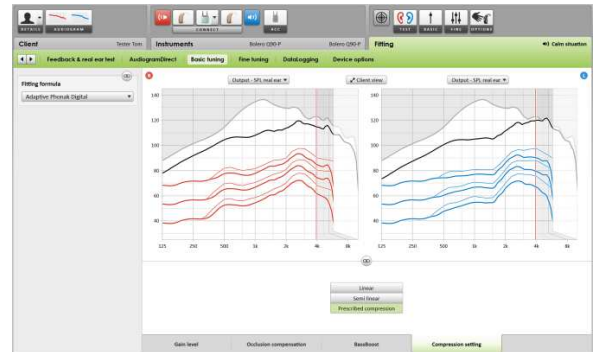 DETAILS AUDIOGRAM
CONNECT
ACC
TEST BASIC FINE OPTIONS
Client Tester Tom Instruments Bolero Q90-P Bolero Q90-P Fitting Calm situation
Feedback & real ear test AudiogramDirect Basic tuning Fine tuning DataLogging Device options
Fitting formula
Adaptive Phonak Digital
Output - SPL real ear Client view Output - SPL real ear
140 140
120 120
100 100
80 80
60 60
40 40
125 250 500 1k 2k 4k 8k 125 250 500 1k 2k 4k 8k
Linear
Semi linear
Prescribed compression
Gain level Occlusion compensation BassBoost Compression setting